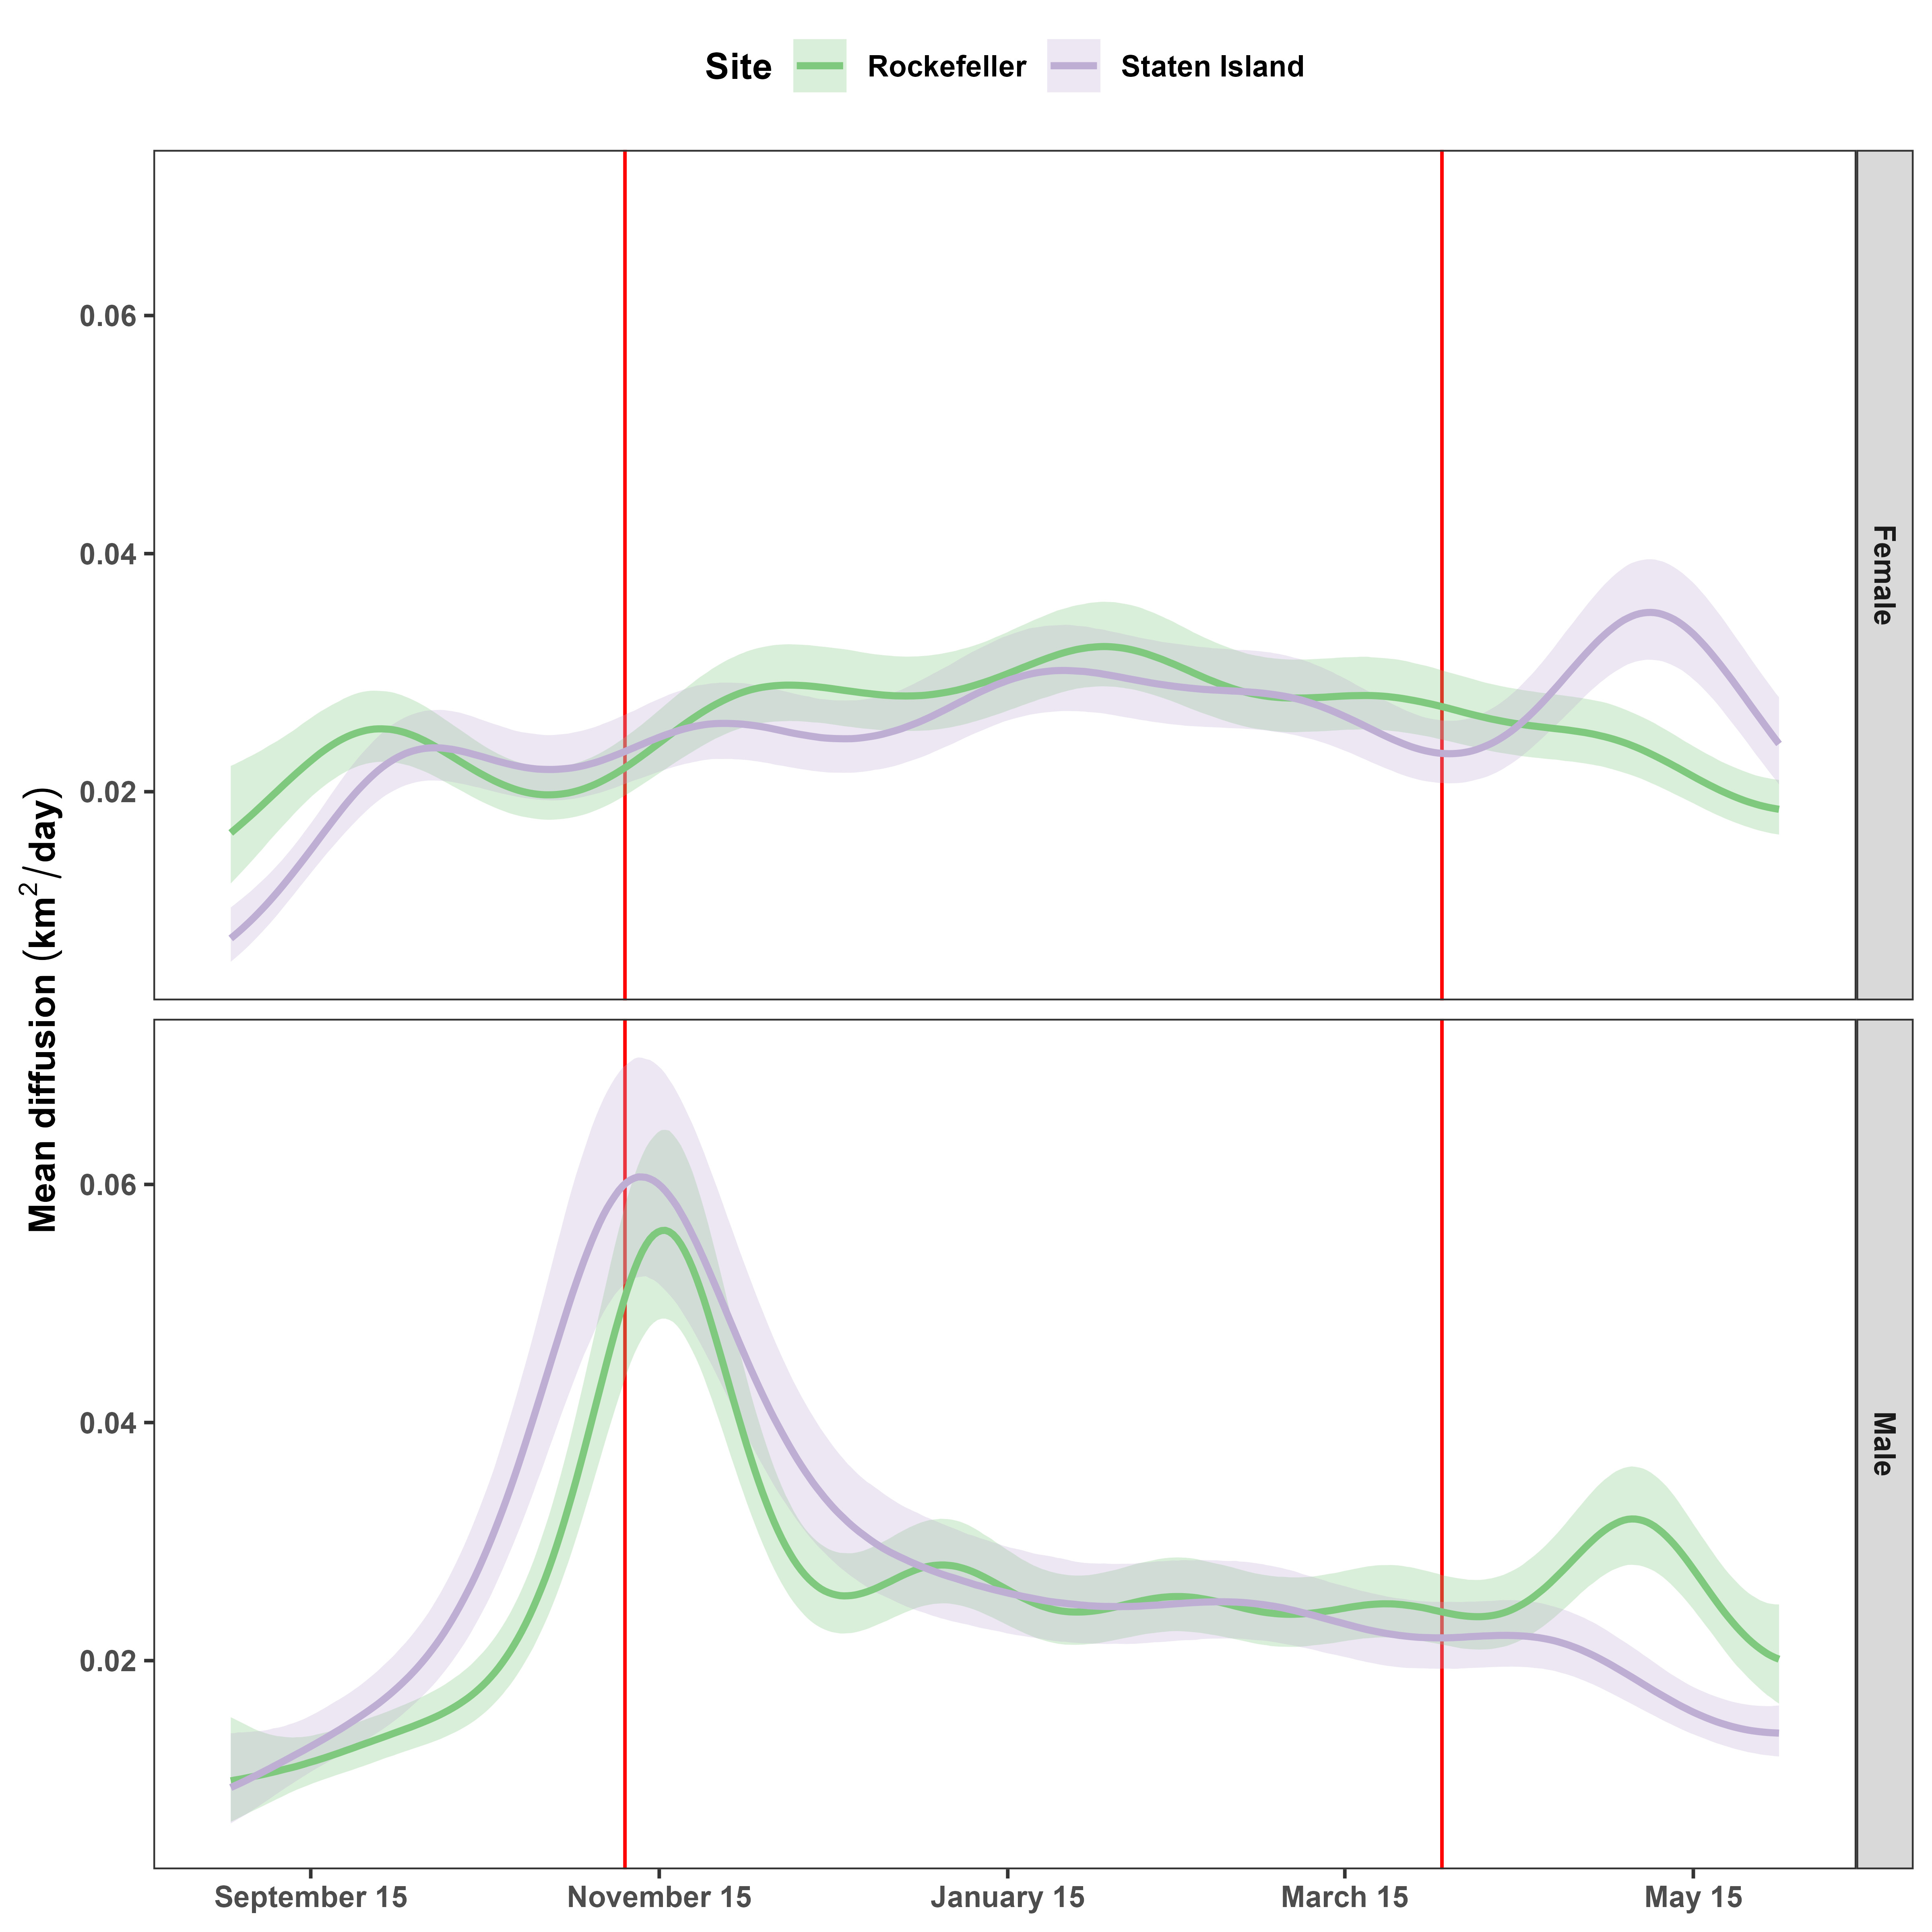 Site Rockefeller Staten Island
0.06
0.04
0.02
Female
Mean diffusion (km²/day)
0.06
0.04
0.02
Male
September 15 November 15 January 15 March 15 May 15